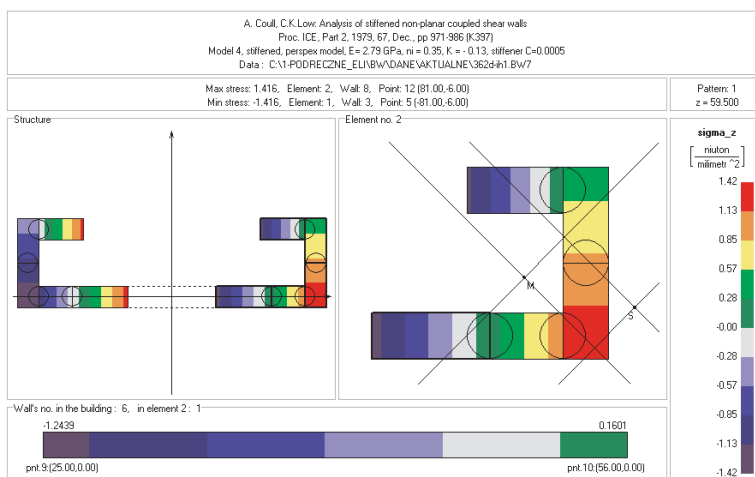 A. Coull, C.K.Low: Analysis of stiffened non-planar coupled shear walls
Proc. ICE, Part 2, 1979, 67, Dec., pp 971-986 (K397)
Model 4, stiffened, perspex model, E= 2.79 GPa, ni = 0.35, K = - 0.13, stiffener C=0.0005
Data : C:\1-PODRECZNE_ELI\BW\DANE\AKTUALNE\362d-ih1.BW7
Max stress: 1.416, Element: 2, Wall: 8, Point: 12 (81.00,-6.00)
Min stress: -1.416, Element: 1, Wall: 3, Point: 5 (-81.00,-6.00)
Pattern: 1
z = 59.500
Structure
Element no. 2
M
S
sigma_z
niuton
milimetr ^2
1.42
1.13
0.85
0.57
0.28
-0.00
-0.28
-0.57
-0.85
-1.13
-1.42
Wall's no. in the building : 6, in element 2 : 1
-1.2439
0.1601
pnt.9:(25.00,0.00)
pnt.10:(56.00,0.00)